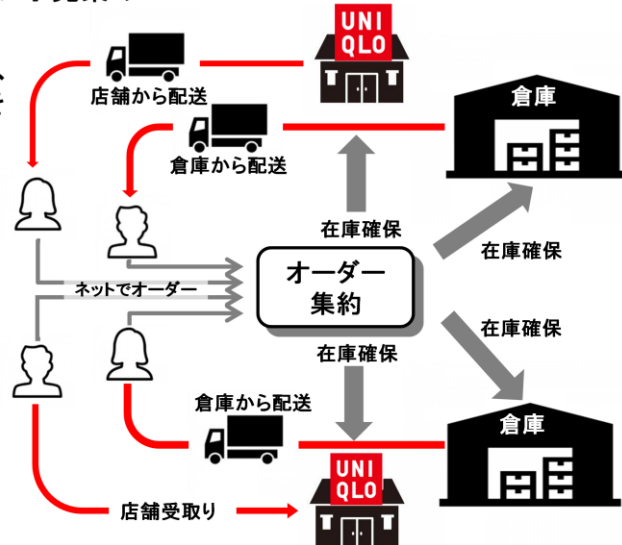 UNI
QLO
店舗から配送
倉庫
倉庫から配送
在庫確保
在庫確保
オーダー
集約
ネットでオーダー
在庫確保
在庫確保
倉庫から配送
倉庫
UNI
QLO
店舗受取り